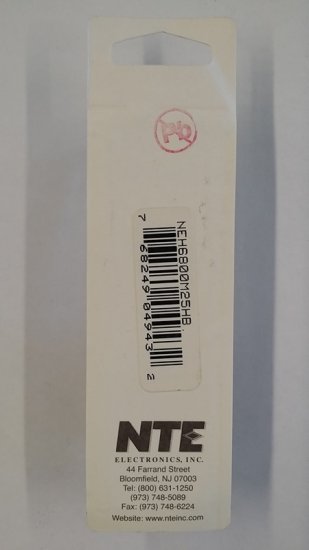 Pb
NEH6800M25HB
7 68249 04943 2
NTE
ELECTRONICS, INC.
44 Farrand Street
Bloomfield, NJ 07003
Tel: (800) 631-1250
(973) 748-5089
Fax: (973) 748-6224
Website: www.nteinc.com